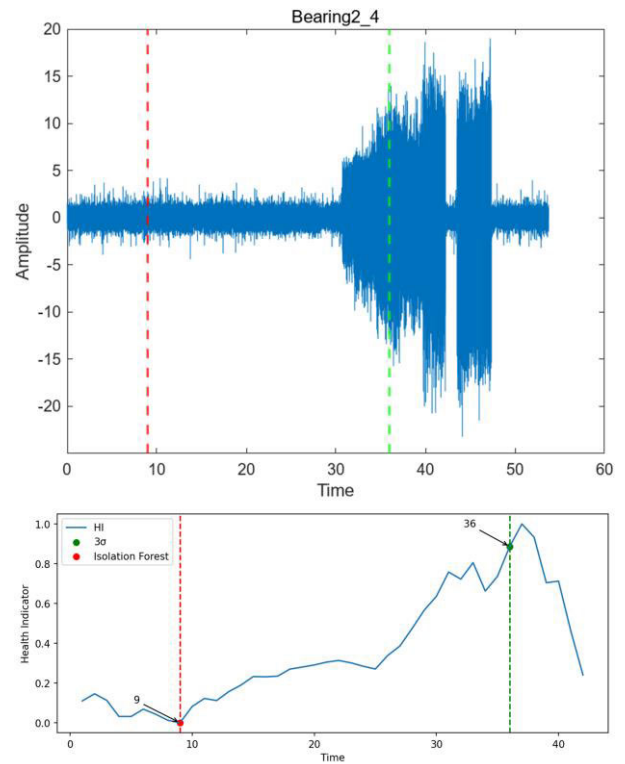 Bearing2_4
20
15
10
5
0
-5
-10
-15
-20
Amplitude
0 10 20 30 40 50 60
Time
HI
3σ
Isolation Forest
1.0
0.8
0.6
0.4
0.2
0.0
Health Indicator
36
9
0 10 20 30 40
Time